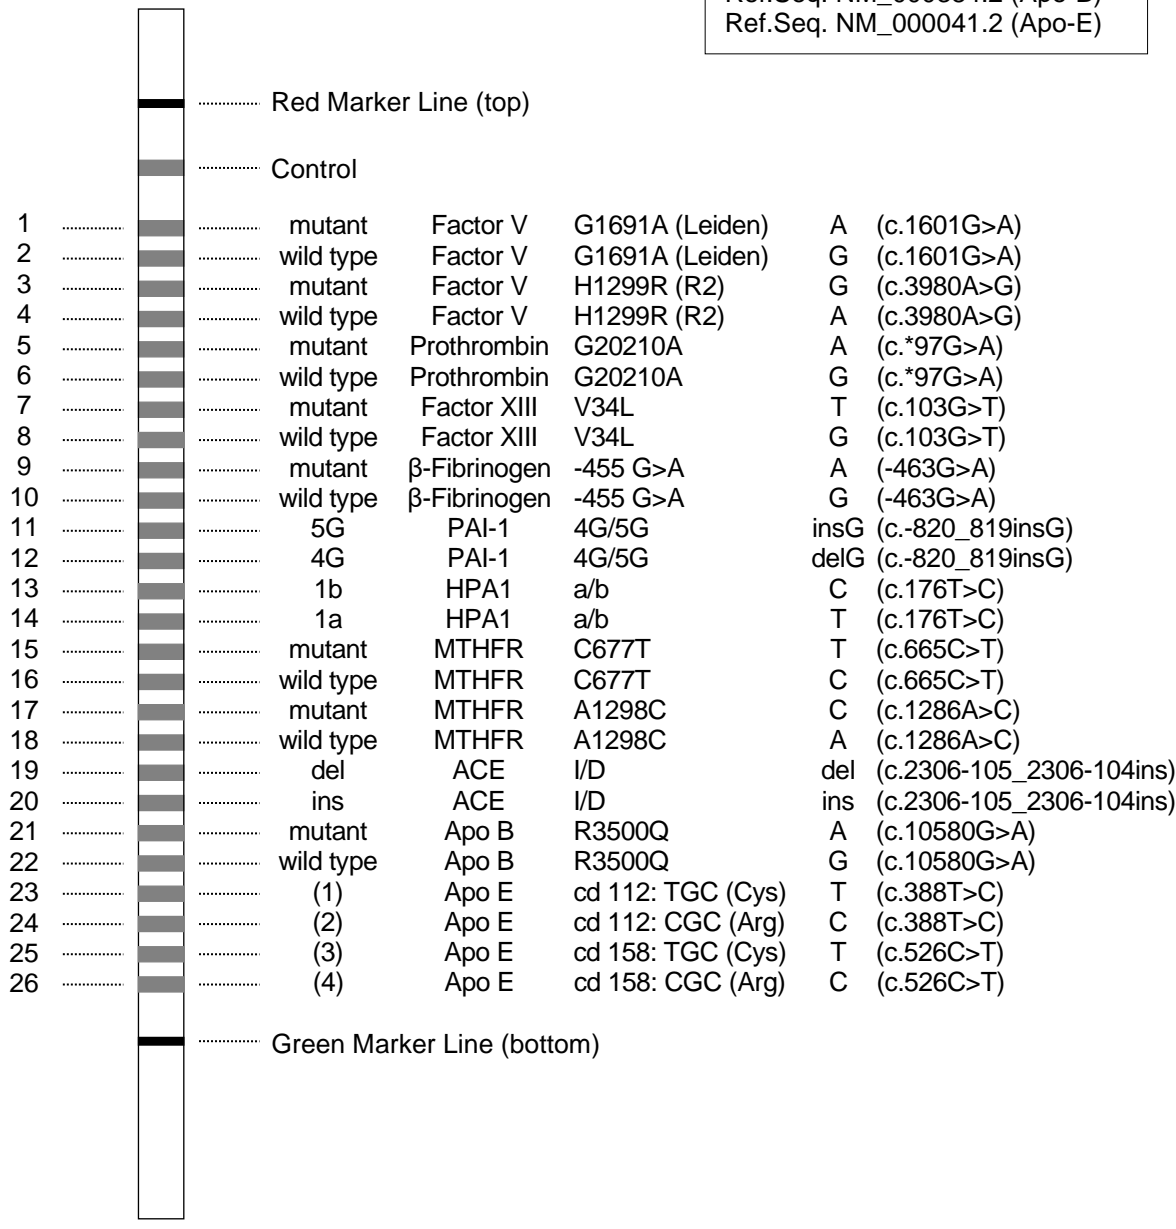 Ref.Seq. NM_000041.2 (Apo-E)
Red Marker Line (top)
Control
1 mutant Factor V G1691A (Leiden) A (c.1601G>A)
2 wild type Factor V G1691A (Leiden) G (c.1601G>A)
3 mutant Factor V H1299R (R2) G (c.3980A>G)
4 wild type Factor V H1299R (R2) A (c.3980A>G)
5 mutant Prothrombin G20210A A (c.*97G>A)
6 wild type Prothrombin G20210A G (c.*97G>A)
7 mutant Factor XIII V34L T (c.103G>T)
8 wild type Factor XIII V34L G (c.103G>T)
9 mutant β-Fibrinogen -455 G>A A (-463G>A)
10 wild type β-Fibrinogen -455 G>A G (-463G>A)
11 5G PAI-1 4G/5G insG (c.-820_819insG)
12 4G PAI-1 4G/5G delG (c.-820_819insG)
13 1b HPA1 a/b C (c.176T>C)
14 1a HPA1 a/b T (c.176T>C)
15 mutant MTHFR C677T T (c.665C>T)
16 wild type MTHFR C677T C (c.665C>T)
17 mutant MTHFR A1298C C (c.1286A>C)
18 wild type MTHFR A1298C A (c.1286A>C)
19 del ACE I/D del (c.2306-105_2306-104ins)
20 ins ACE I/D ins (c.2306-105_2306-104ins)
21 mutant Apo B R3500Q A (c.10580G>A)
22 wild type Apo B R3500Q G (c.10580G>A)
23 (1) Apo E cd 112: TGC (Cys) T (c.388T>C)
24 (2) Apo E cd 112: CGC (Arg) C (c.388T>C)
25 (3) Apo E cd 158: TGC (Cys) T (c.526C>T)
26 (4) Apo E cd 158: CGC (Arg) C (c.526C>T)
Green Marker Line (bottom)